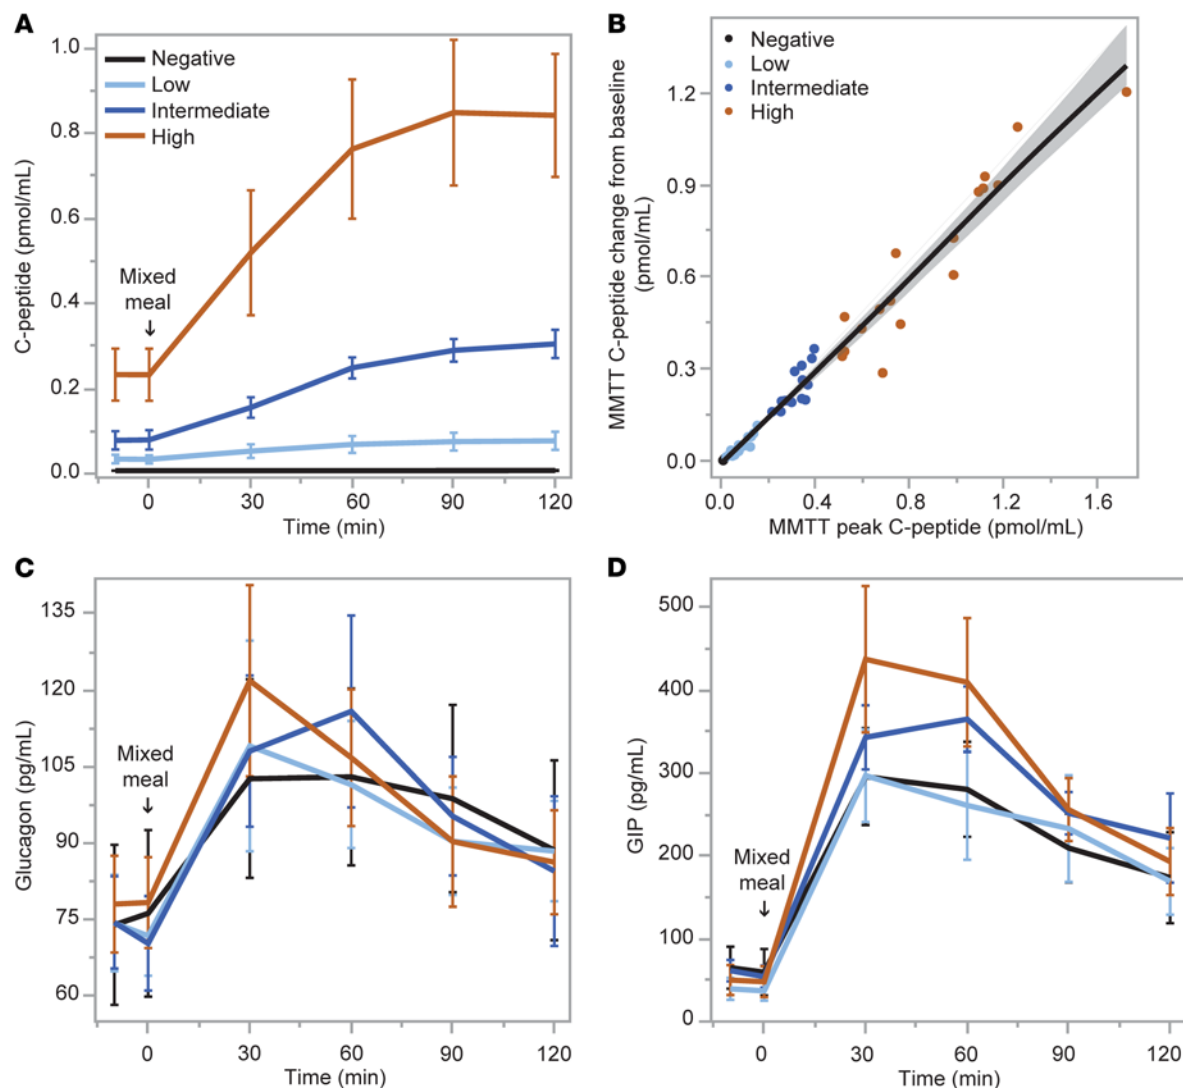 A
C-peptide (pmol/mL)
1.0
0.8
0.6
0.4
0.2
0.0
Negative
Low
Intermediate
High
Mixed
meal
0
30
60
90
120
Time (min)
B
MMTT C-peptide change from baseline
(pmol/mL)
1.2
0.9
0.6
0.3
0.0
Negative
Low
Intermediate
High
0.0
0.4
0.8
1.2
1.6
MMTT peak C-peptide (pmol/mL)
C
Glucagon (pg/mL)
135
120
105
90
75
60
Mixed
meal
0
30
60
90
120
Time (min)
D
GIP (pg/mL)
500
400
300
200
100
0
Mixed
meal
0
30
60
90
120
Time (min)